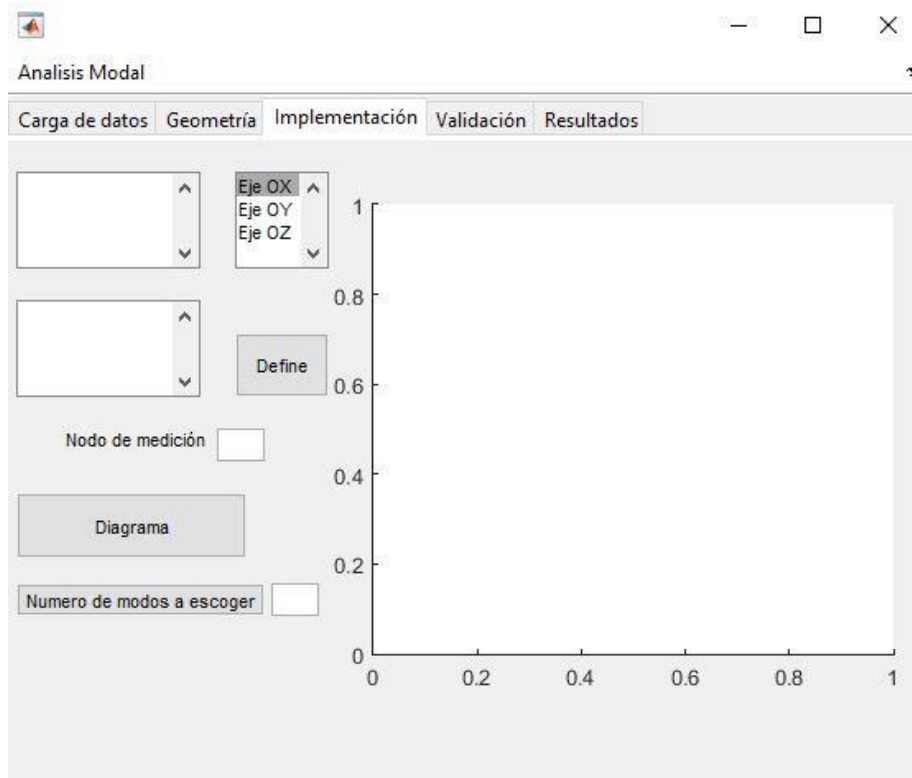 Analisis Modal
Carga de datos Geometría Implementación Validación Resultados
Eje OX
Eje OY
Eje OZ
Define
Nodo de medición
Diagrama
Numero de modos a escoger
1
0.8
0.6
0.4
0.2
0
0 0.2 0.4 0.6 0.8 1